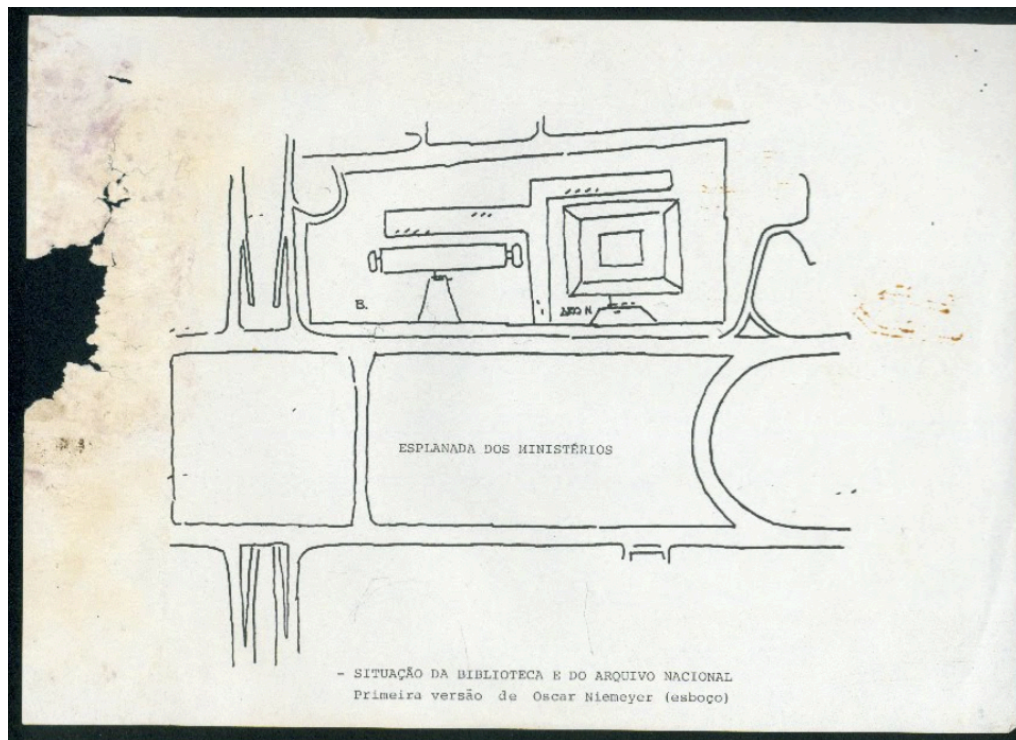 B.
ESPLANADA DOS MINISTÉRIOS
- SITUAÇÃO DA BIBLIOTECA E DO ARQUIVO NACIONAL
Primeira versão de Oscar Niemeyer (esboço)